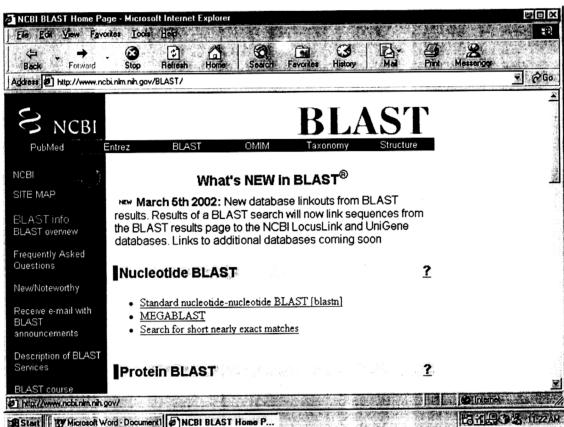 NCBI BLAST Home Page - Microsoft Internet Explorer
File Edit View Favorites Tools Help
Back Forward Stop Refresh Home Search Favorites History Mail Print Messenger
Address http://www.ncbi.nlm.nih.gov/BLAST/ Go
NCBI BLAST
PubMed Entrez BLAST OMIM Taxonomy Structure
NCBI
SITE MAP
BLAST info
BLAST overview
Frequently Asked
Questions
New/Noteworthy
Receive e-mail with
BLAST
announcements
Description of BLAST
Services
BLAST course
What's NEW in BLAST®
NEW March 5th 2002: New database linkouts from BLAST
results. Results of a BLAST search will now link sequences from
the BLAST results page to the NCBI LocusLink and UniGene
databases. Links to additional databases coming soon
Nucleotide BLAST ?
• Standard nucleotide-nucleotide BLAST [blastn]
• MEGABLAST
• Search for short nearly exact matches
Protein BLAST ?
http://www.ncbi.nlm.nih.gov/ Internet
Start Microsoft Word - Document1 NCBI BLAST Home P... 11:22 AM